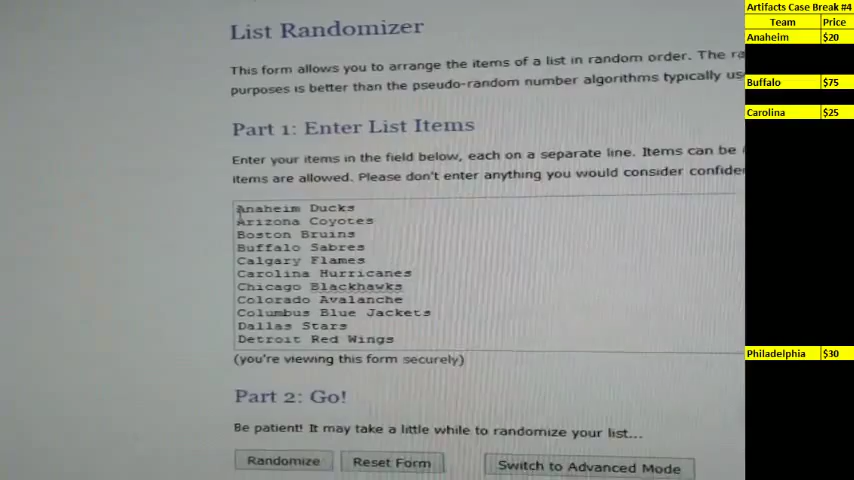 List Randomizer
This form allows you to arrange the items of a list in random order. The
purposes is better than the pseudo-random number algorithms typically
Part 1: Enter List Items
Enter your items in the field below, each on a separate line. Items can be
items are allowed. Please don't enter anything you would consider
Anaheim Ducks
Arizona Coyotes
Boston Bruins
Buffalo Sabres
Calgary Flames
Carolina Hurricanes
Chicago Blackhawks
Colorado Avalanche
Columbus Blue Jackets
Dallas Stars
Detroit Red Wings
(you're viewing this form securely)
Part 2: Go!
Be patient! It may take a little while to randomize your list...
Randomize Reset Form Switch to Advanced Mode
Artifacts Case Break #4
Team Price
Anaheim $20
Buffalo $75
Carolina $25
Philadelphia $30